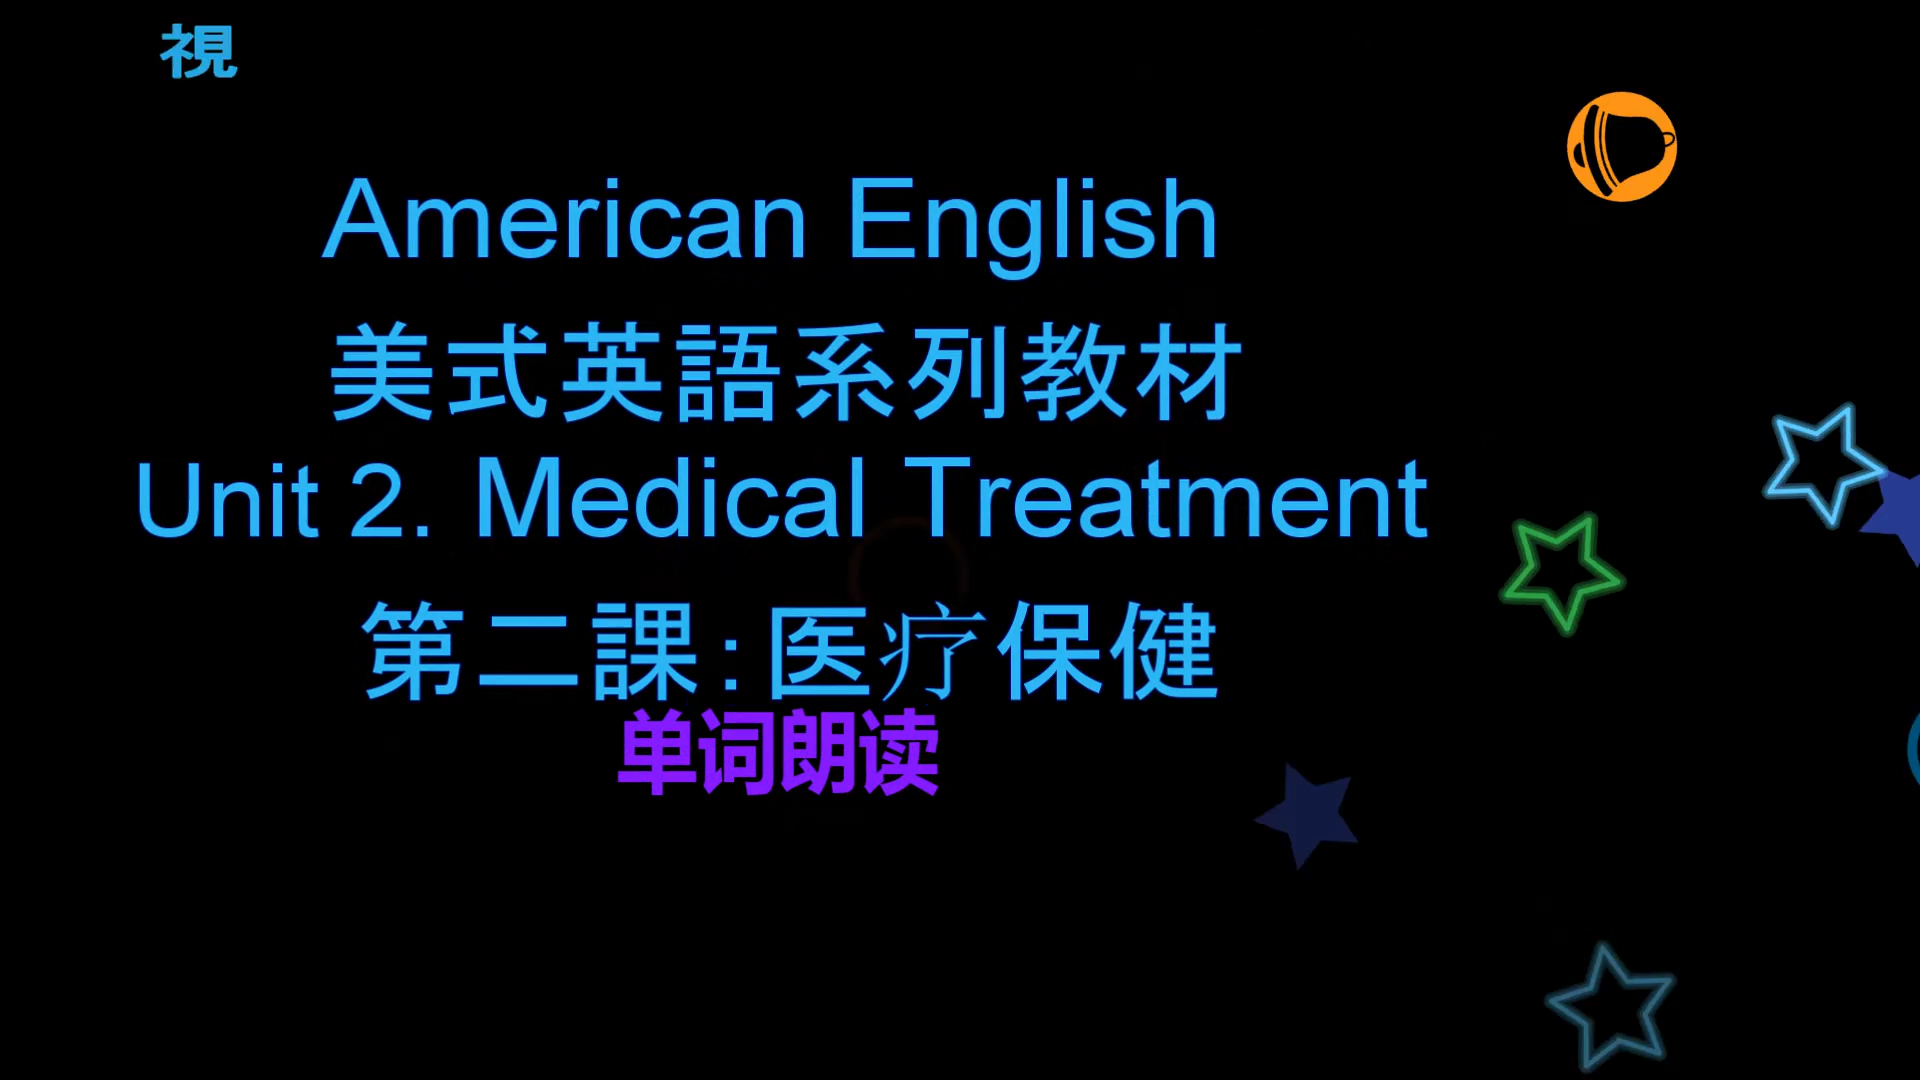 視
American English
美式英語系列教材
Unit 2. Medical Treatment
第二課:医疗保健
单词朗读